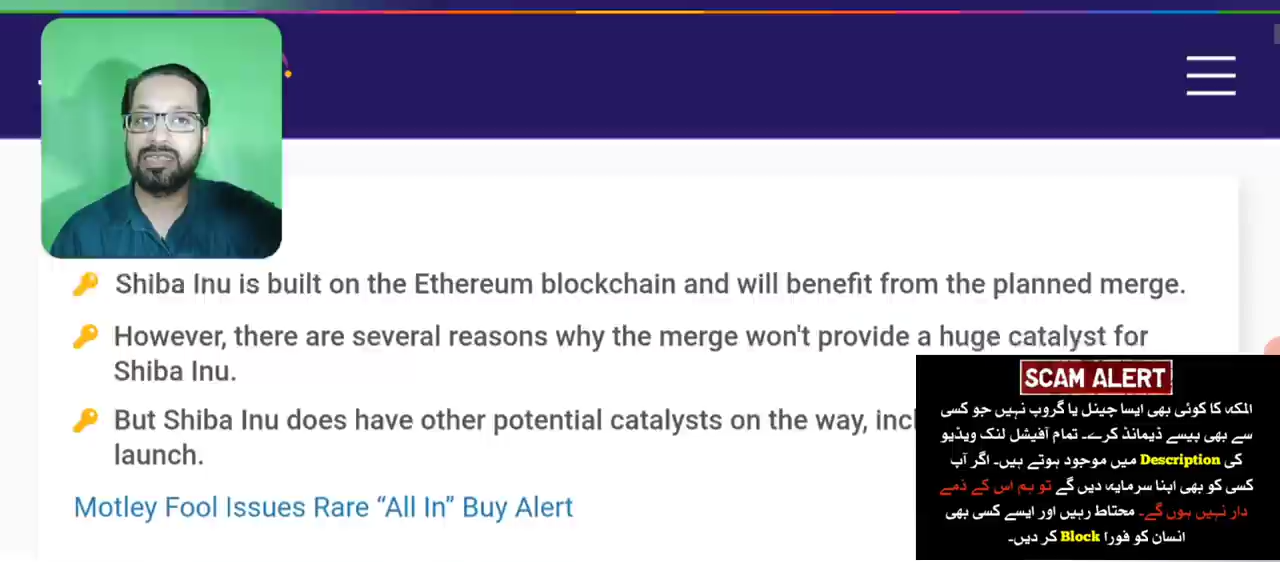 Shiba Inu is built on the Ethereum blockchain and will benefit from the planned merge.
However, there are several reasons why the merge won't provide a huge catalyst for
Shiba Inu.
But Shiba Inu does have other potential catalysts on the way,
launch.
Motley Fool Issues Rare “All In” Buy Alert
SCAM ALERT
المکہ کا کوئی بھی ایسا چینل یا گروپ نہیں جو کسی
سے بھی پیسے ڈیمانڈ کرے۔ تمام آفیشل لنک ویڈیو
کی Description میں موجود ہوتے ہیں۔ اگر آپ
کسی کو بھی اپنا سرمایہ دیں گے تو ہم اس کے ذمے
دار نہیں ہوں گے۔ محتاط رہیں اور ایسے کسی بھی
انسان کو فورا Block کر دیں۔